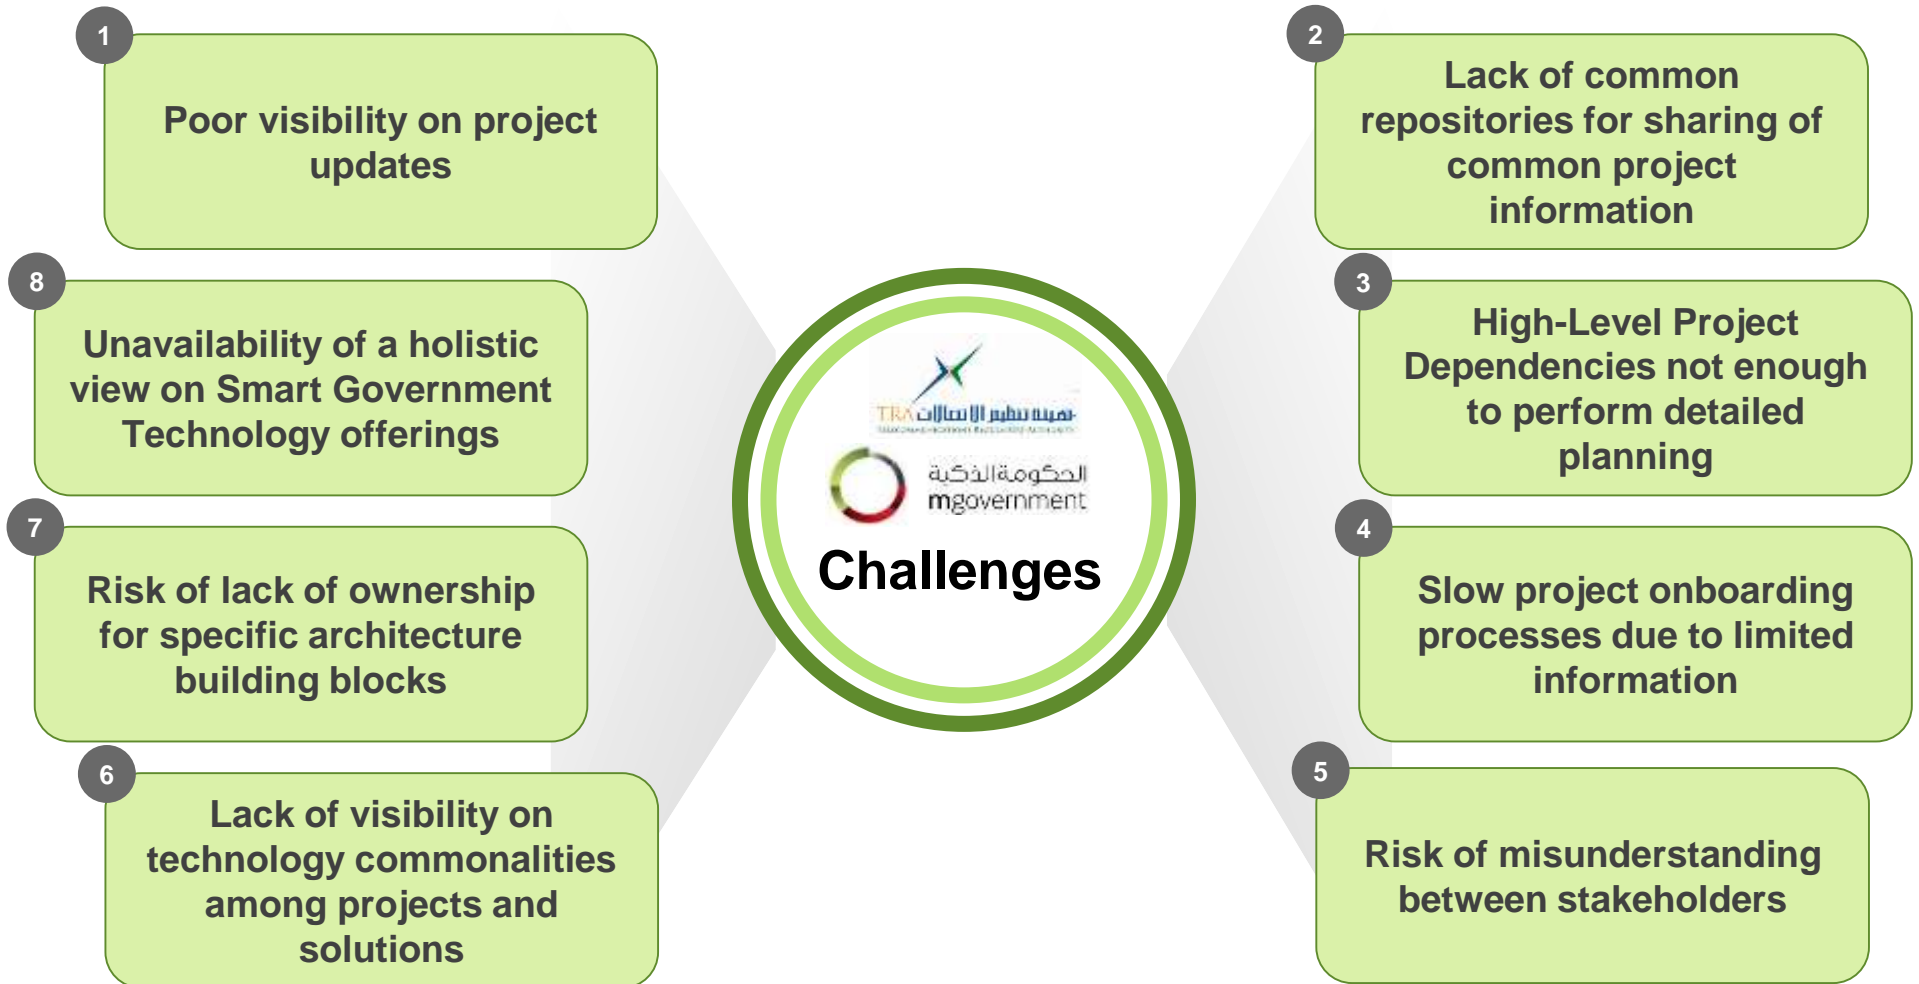 1
Poor visibility on project
updates
2
Lack of common
repositories for sharing of
common project
information
3
High-Level Project
Dependencies not enough
to perform detailed
planning
4
Slow project onboarding
processes due to limited
information
5
Risk of misunderstanding
between stakeholders
6
Lack of visibility on
technology commonalities
among projects and
solutions
7
Risk of lack of ownership
for specific architecture
building blocks
8
Unavailability of a holistic
view on Smart Government
Technology offerings
TRA هيئة تنظيم الاتصالات
TELECOMMUNICATIONS REGULATORY AUTHORITY
الحكومة الذكية
mgovernment
Challenges